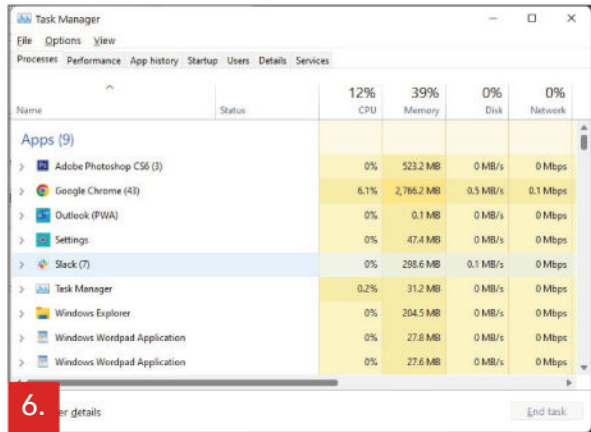 Task Manager
File Options View
Processes Performance App history Startup Users Details Services
12% 39% 0% 0%
Name Status CPU Memory Disk Network
Apps (9)
Adobe Photoshop CS6 (3) 0% 523.2 MB 0 MB/s 0 Mbps
Google Chrome (43) 6.1% 2,766.2 MB 0.5 MB/s 0.1 Mbps
Outlook (PWA) 0% 0.1 MB 0 MB/s 0 Mbps
Settings 0% 47.4 MB 0 MB/s 0 Mbps
Slack (7) 0% 298.6 MB 0.1 MB/s 0 Mbps
Task Manager 0.2% 31.2 MB 0 MB/s 0 Mbps
Windows Explorer 0% 204.5 MB 0 MB/s 0 Mbps
Windows Wordpad Application 0% 27.8 MB 0 MB/s 0 Mbps
Windows Wordpad Application 0% 27.6 MB 0 MB/s 0 Mbps
6. er details End task